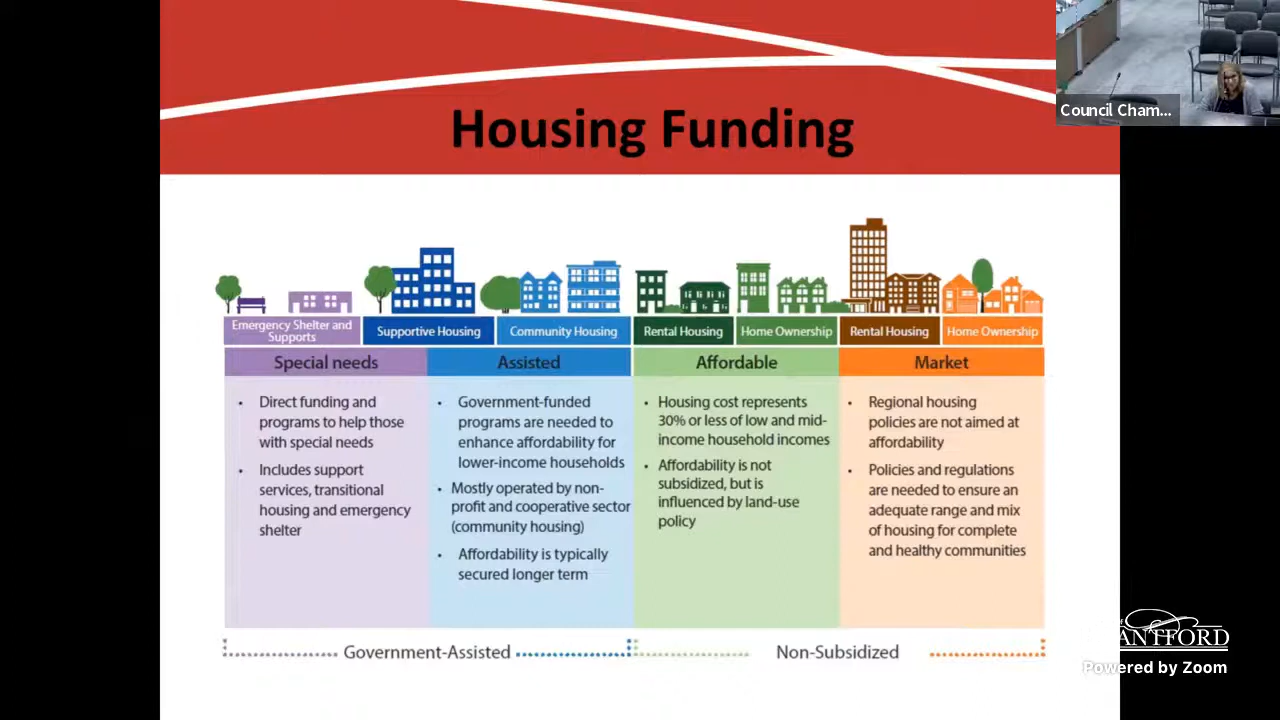 Housing Funding
Council Cham...
Emergency Shelter and
Supports
Supportive Housing
Community Housing
Rental Housing
Home Ownership
Rental Housing
Home Ownership
Special needs
Assisted
Affordable
Market
• Direct funding and
programs to help those
with special needs
• Includes support
services, transitional
housing and emergency
shelter
• Government-funded
programs are needed to
enhance affordability for
lower-income households
• Mostly operated by non-
profit and cooperative sector
(community housing)
• Affordability is typically
secured longer term
• Housing cost represents
30% or less of low and mid-
income household incomes
• Affordability is not
subsidized, but is
influenced by land-use
policy
• Regional housing
policies are not aimed at
affordability
• Policies and regulations
are needed to ensure an
adequate range and mix
of housing for complete
and healthy communities
Government-Assisted
Non-Subsidized
ANTFORD
Powered by Zoom